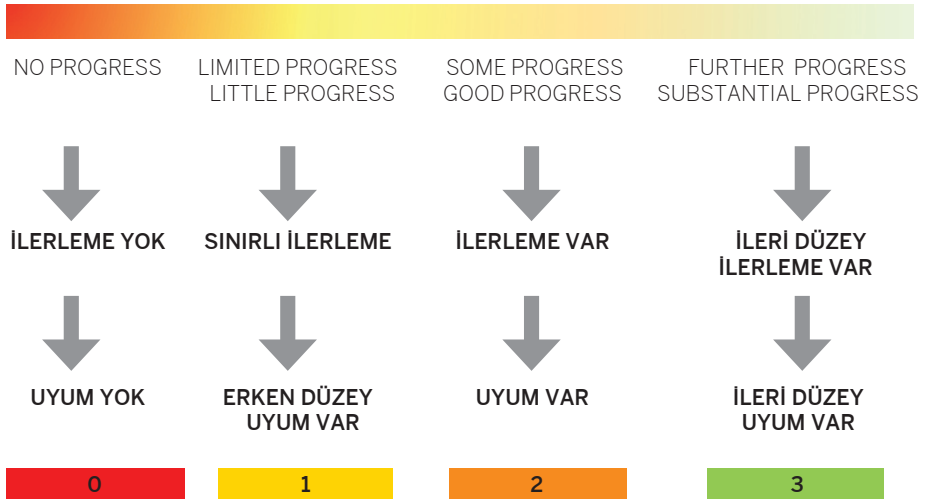 NO PROGRESS
LIMITED PROGRESS
LITTLE PROGRESS
SOME PROGRESS
GOOD PROGRESS
FURTHER PROGRESS
SUBSTANTIAL PROGRESS
İLERLEME YOK
SINIRLI İLERLEME
İLERLEME VAR
İLERİ DÜZEY
İLERLEME VAR
UYUM YOK
ERKEN DÜZEY
UYUM VAR
UYUM VAR
İLERİ DÜZEY
UYUM VAR
0
1
2
3